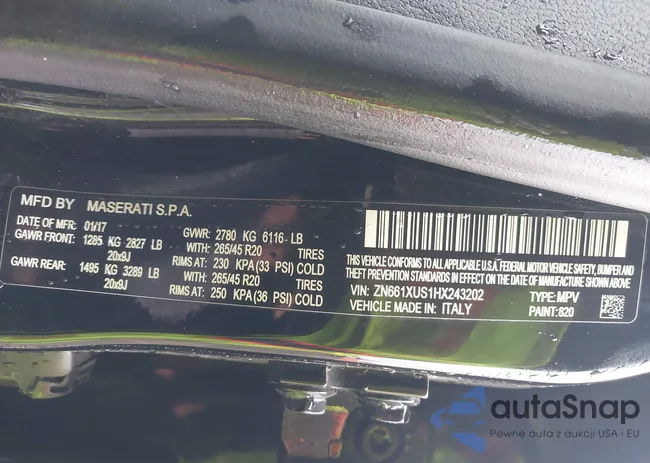 MFD BY MASERATI S.P.A.
DATE OF MFR: 01/17 GVWR: 2780 KG 6116 LB
GAWR FRONT: 1285 KG 2827 LB WITH: 265/45 R20 TIRES
20x9J RIMS AT: 230 KPA (33 PSI) COLD
GAWR REAR: 1495 KG 3289 LB WITH: 265/45 R20 TIRES
20x9J RIMS AT: 250 KPA (36 PSI) COLD
THIS VEHICLE CONFORMS TO ALL APPLICABLE U.S.A. FEDERAL MOTOR VEHICLE SAFETY, BUMPER AND
THEFT PREVENTION STANDARDS IN EFFECT ON THE DATE OF MANUFACTURE SHOWN ABOVE.
VIN: ZN661XUS1HX243202 TYPE: MPV
VEHICLE MADE IN: ITALY PAINT: 820
autaSnap
Pewne auta z aukcji USA i EU